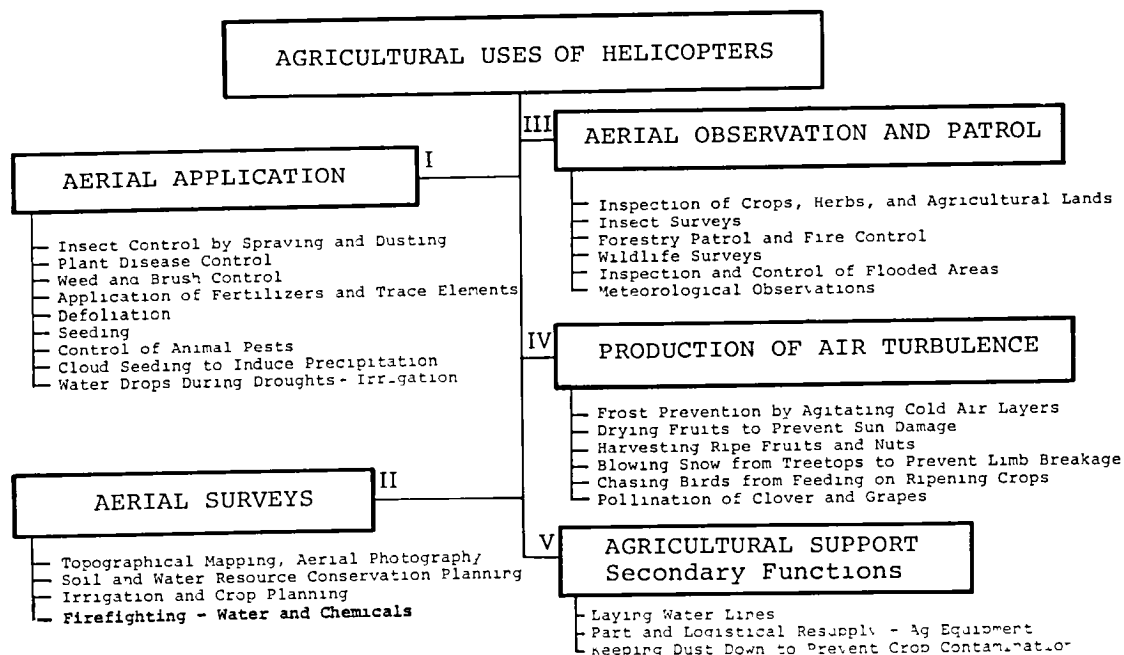 AGRICULTURAL USES OF HELICOPTERS
I
AERIAL APPLICATION
Insect Control by Spraving and Dusting
Plant Disease Control
Weed and Brush Control
Application of Fertilizers and Trace Elements
Defoliation
Seeding
Control of Animal Pests
Cloud Seeding to Induce Precipitation
Water Drops During Droughts - Irrigation
II
AERIAL SURVEYS
Topographical Mapping, Aerial Photography
Soil and Water Resource Conservation Planning
Irrigation and Crop Planning
Firefighting - Water and Chemicals
III
AERIAL OBSERVATION AND PATROL
Inspection of Crops, Herbs, and Agricultural Lands
Insect Surveys
Forestry Patrol and Fire Control
Wildlife Surveys
Inspection and Control of Flooded Areas
Meteorological Observations
IV
PRODUCTION OF AIR TURBULENCE
Frost Prevention by Agitating Cold Air Layers
Drying Fruits to Prevent Sun Damage
Harvesting Ripe Fruits and Nuts
Blowing Snow from Treetops to Prevent Limb Breakage
Chasing Birds from Feeding on Ripening Crops
Pollination of Clover and Grapes
V
AGRICULTURAL SUPPORT
Secondary Functions
Laying Water Lines
Part and Logistical Resupply - Ag Equipment
Keeping Dust Down to Prevent Crop Contamination